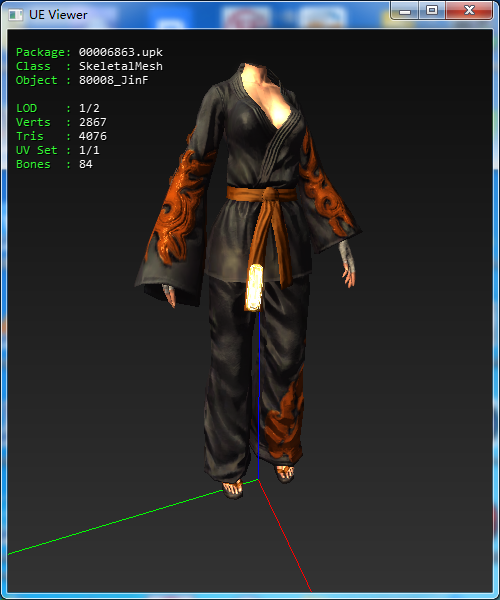 UE Viewer
Package: 00006863.upk
Class : SkeletalMesh
Object : 80008_JinF
LOD : 1/2
Verts : 2867
Tris : 4076
UV Set : 1/1
Bones : 84